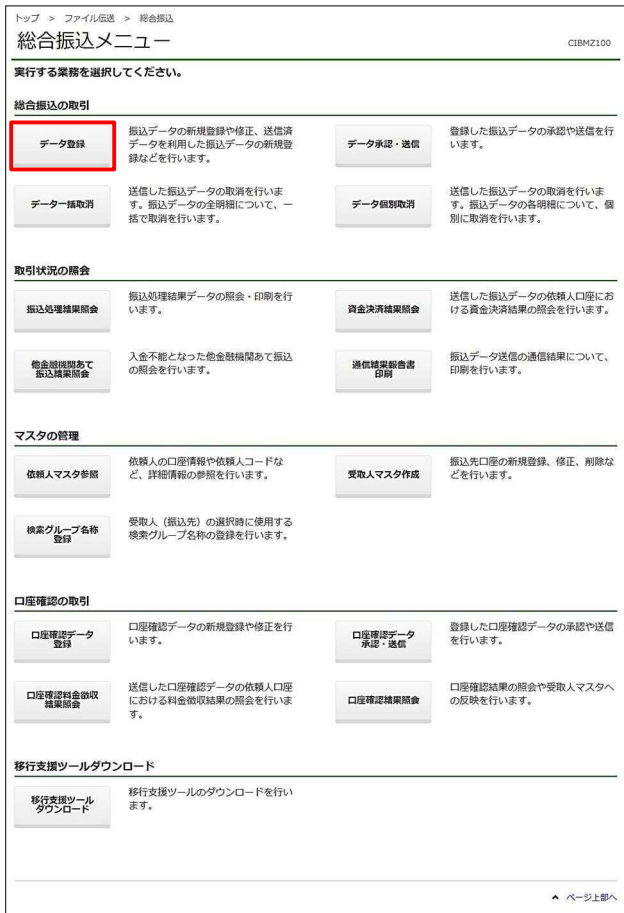 トップ > ファイル伝送 > 総合振込
総合振込メニュー
CIBMZ100
実行する業務を選択してください。
総合振込の取引
データ登録
振込データの新規登録や修正、送信済
データを利用した振込データの新規登
録などを行います。
データ承認・送信
登録した振込データの承認や送信を行
います。
データ一括取消
送信した振込データの取消を行いま
す。振込データの全明細について、一
括で取消を行います。
データ個別取消
送信した振込データの取消を行いま
す。振込データの各明細について、個
別に取消を行います。
取引状況の照会
振込処理結果照会
振込処理結果データの照会・印刷を行
います。
資金決済結果照会
送信した振込データの依頼人口座にお
ける資金決済結果の照会を行います。
他金融機関あて
振込結果照会
入金不能となった他金融機関あて振込
の照会を行います。
通信結果報告書
印刷
振込データ送信の通信結果について、
印刷を行います。
マスタの管理
依頼人マスタ参照
依頼人の口座情報や依頼人コードな
ど、詳細情報の参照を行います。
受取人マスタ作成
振込先口座の新規登録、修正、削除な
どを行います。
検索グループ名称
登録
受取人（振込先）の選択時に使用する
検索グループ名称の登録を行います。
口座確認の取引
口座確認データ
登録
口座確認データの新規登録や修正を行
います。
口座確認データ
承認・送信
登録した口座確認データの承認や送信
を行います。
口座確認料金徴収
結果照会
送信した口座確認データの依頼人口座
における料金徴収結果の照会を行いま
す。
口座確認結果照会
口座確認結果の照会や受取人マスタへ
の反映を行います。
移行支援ツールダウンロード
移行支援ツール
ダウンロード
移行支援ツールのダウンロードを行い
ます。
ページ上部へ